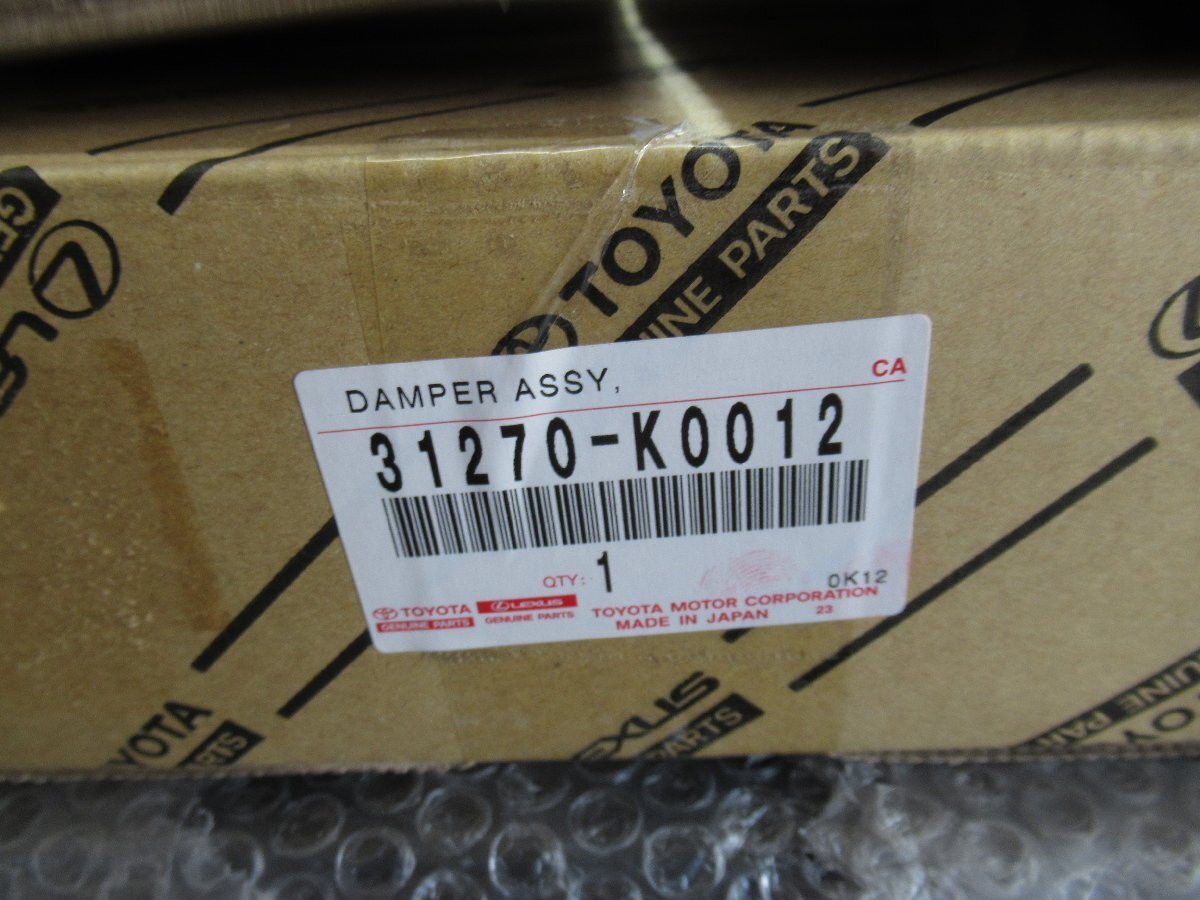 TOYOTA
GENUINE PARTS
DAMPER ASSY,
CA
31270-K0012
QTY: 1
0K12
TOYOTA
GENUINE PARTS
LEXUS
GENUINE PARTS
TOYOTA MOTOR CORPORATION
MADE IN JAPAN 23
LEXUS
PARTS